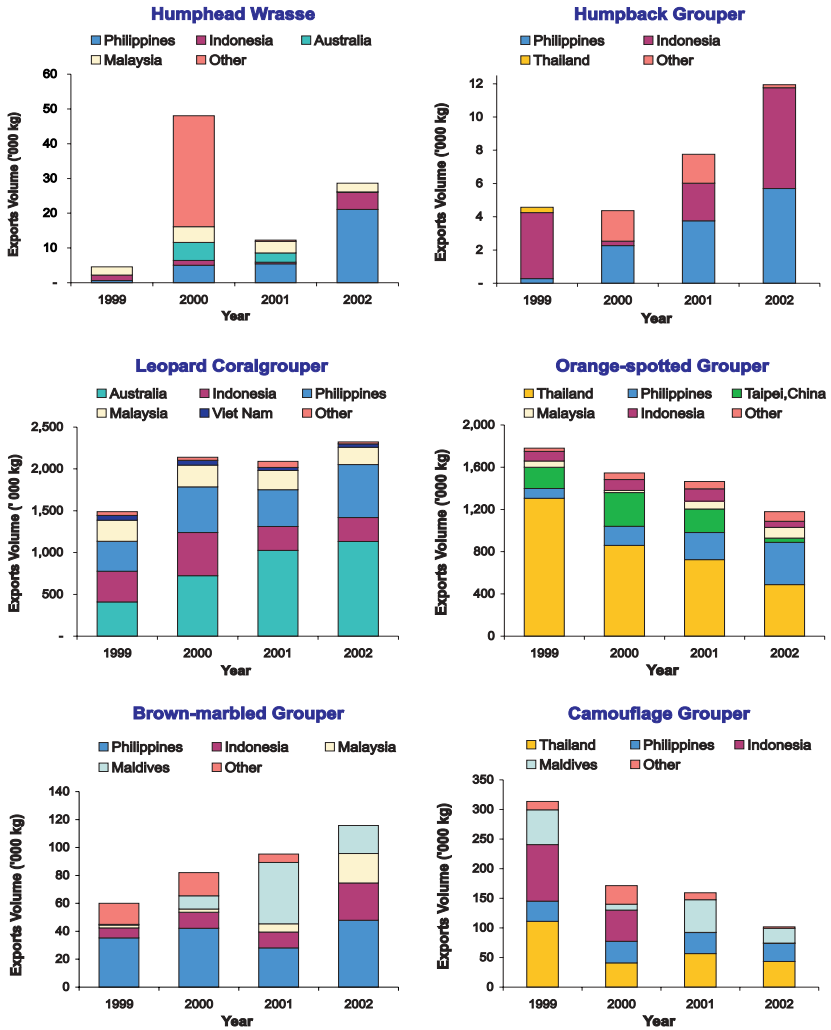 Humphead Wrasse
Philippines Indonesia Australia
Malaysia Other
60
50
40
30
20
10
-
Exports Volume ('000 kg)
1999 2000 2001 2002
Year
Humpback Grouper
Philippines Indonesia
Thailand Other
12
10
8
6
4
2
-
Exports Volume ('000 kg)
1999 2000 2001 2002
Year
Leopard Coralgrouper
Australia Indonesia Philippines
Malaysia Viet Nam Other
2,500
2,000
1,500
1,000
500
-
Exports Volume (' 000 kg)
1999 2000 2001 2002
Year
Orange-spotted Grouper
Thailand Philippines Taipei,China
Malaysia Indonesia Other
2,000
1,600
1,200
800
400
0
Exports Volume ('000 kg)
1999 2000 2001 2002
Year
Brown-marbled Grouper
Philippines Indonesia Malaysia
Maldives Other
140
120
100
80
60
40
20
0
Exports Volume ('000 kg)
1999 2000 2001 2002
Year
Camouflage Grouper
Thailand Philippines Indonesia
Maldives Other
350
300
250
200
150
100
50
0
Exports Volume ('000 kg)
1999 2000 2001 2002
Year